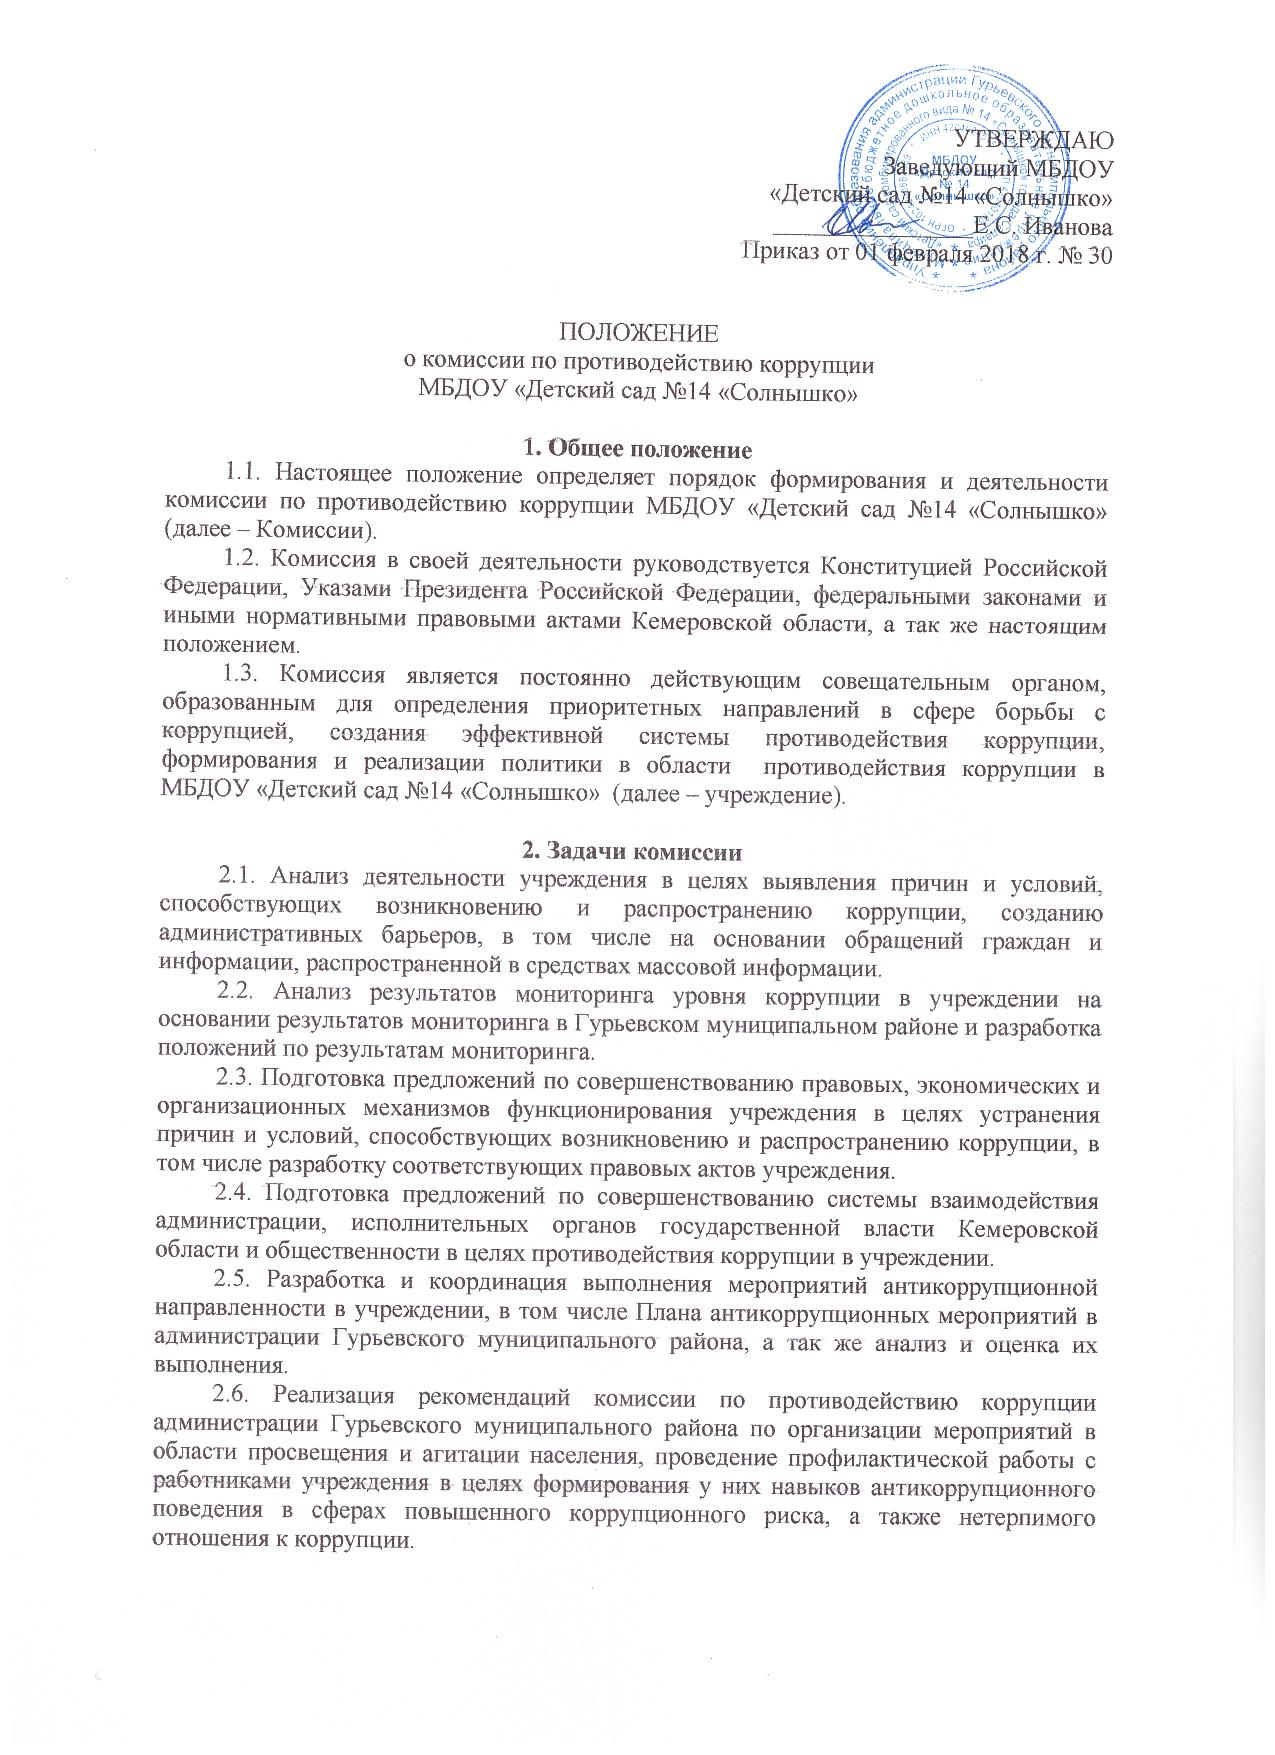 УТВЕРЖДАЮ
Заведующий МБДОУ
«Детский сад №14 «Солнышко»
Е.С. Иванова
Приказ от 01 февраля 2018 г. № 30
МБДОУ
№ 14
ПОЛОЖЕНИЕ
о комиссии по противодействию коррупции
МБДОУ «Детский сад №14 «Солнышко»
1. Общее положение
1.1. Настоящее положение определяет порядок формирования и деятельности
комиссии по противодействию коррупции МБДОУ «Детский сад №14 «Солнышко»
(далее – Комиссии).
1.2. Комиссия в своей деятельности руководствуется Конституцией Российской
Федерации, Указами Президента Российской Федерации, федеральными законами и
иными нормативными правовыми актами Кемеровской области, а так же настоящим
положением.
1.3. Комиссия является постоянно действующим совещательным органом,
образованным для определения приоритетных направлений в сфере борьбы с
коррупцией, создания эффективной системы противодействия коррупции,
формирования и реализации политики в области противодействия коррупции в
МБДОУ «Детский сад №14 «Солнышко» (далее – учреждение).
2. Задачи комиссии
2.1. Анализ деятельности учреждения в целях выявления причин и условий,
способствующих возникновению и распространению коррупции, созданию
административных барьеров, в том числе на основании обращений граждан и
информации, распространенной в средствах массовой информации.
2.2. Анализ результатов мониторинга уровня коррупции в учреждении на
основании результатов мониторинга в Гурьевском муниципальном районе и разработка
положений по результатам мониторинга.
2.3. Подготовка предложений по совершенствованию правовых, экономических и
организационных механизмов функционирования учреждения в целях устранения
причин и условий, способствующих возникновению и распространению коррупции, в
том числе разработку соответствующих правовых актов учреждения.
2.4. Подготовка предложений по совершенствованию системы взаимодействия
администрации, исполнительных органов государственной власти Кемеровской
области и общественности в целях противодействия коррупции в учреждении.
2.5. Разработка и координация выполнения мероприятий антикоррупционной
направленности в учреждении, в том числе Плана антикоррупционных мероприятий в
администрации Гурьевского муниципального района, а так же анализ и оценка их
выполнения.
2.6. Реализация рекомендаций комиссии по противодействию коррупции
администрации Гурьевского муниципального района по организации мероприятий в
области просвещения и агитации населения, проведение профилактической работы с
работниками учреждения в целях формирования у них навыков антикоррупционного
поведения в сферах повышенного коррупционного риска, а также нетерпимого
отношения к коррупции.